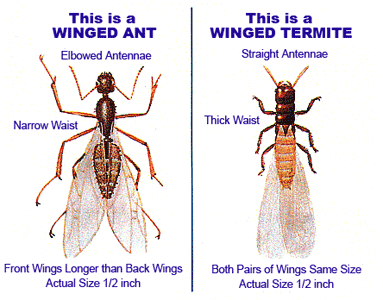 This is a
WINGED ANT
Elbowed Antennae
Narrow Waist
Front Wings Longer than Back Wings
Actual Size 1/2 inch
This is a
WINGED TERMITE
Straight Antennae
Thick Waist
Both Pairs of Wings Same Size
Actual Size 1/2 inch